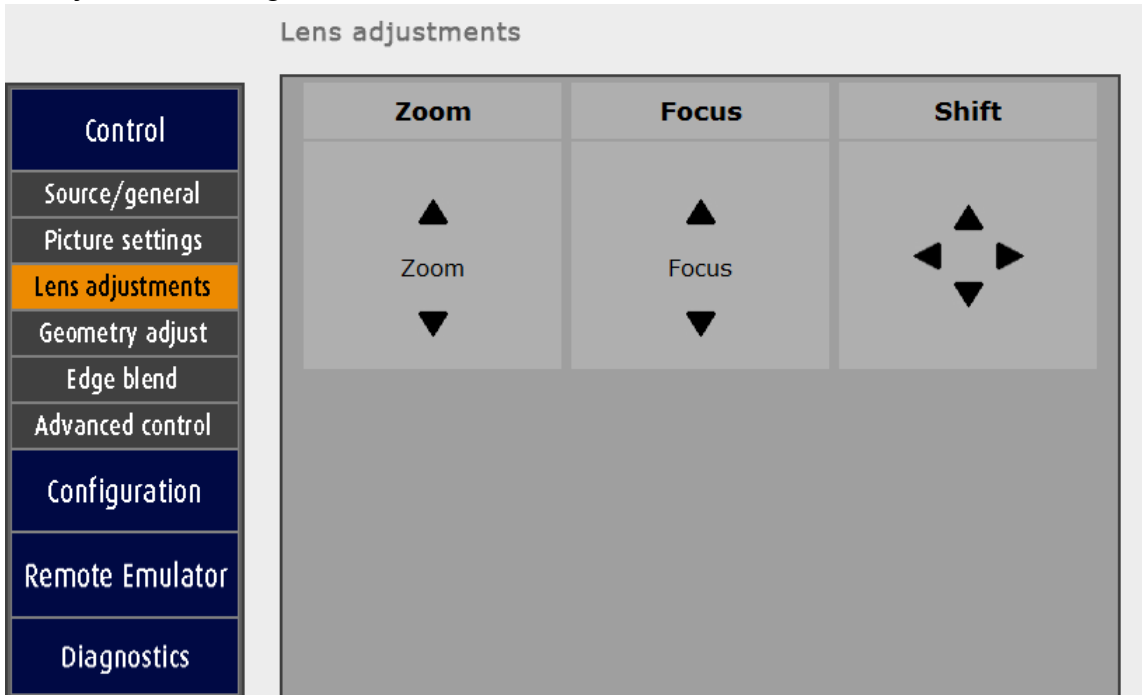 Lens adjustments
Control
Source/general
Picture settings
Lens adjustments
Geometry adjust
Edge blend
Advanced control
Configuration
Remote Emulator
Diagnostics
Zoom Focus Shift
Zoom Focus